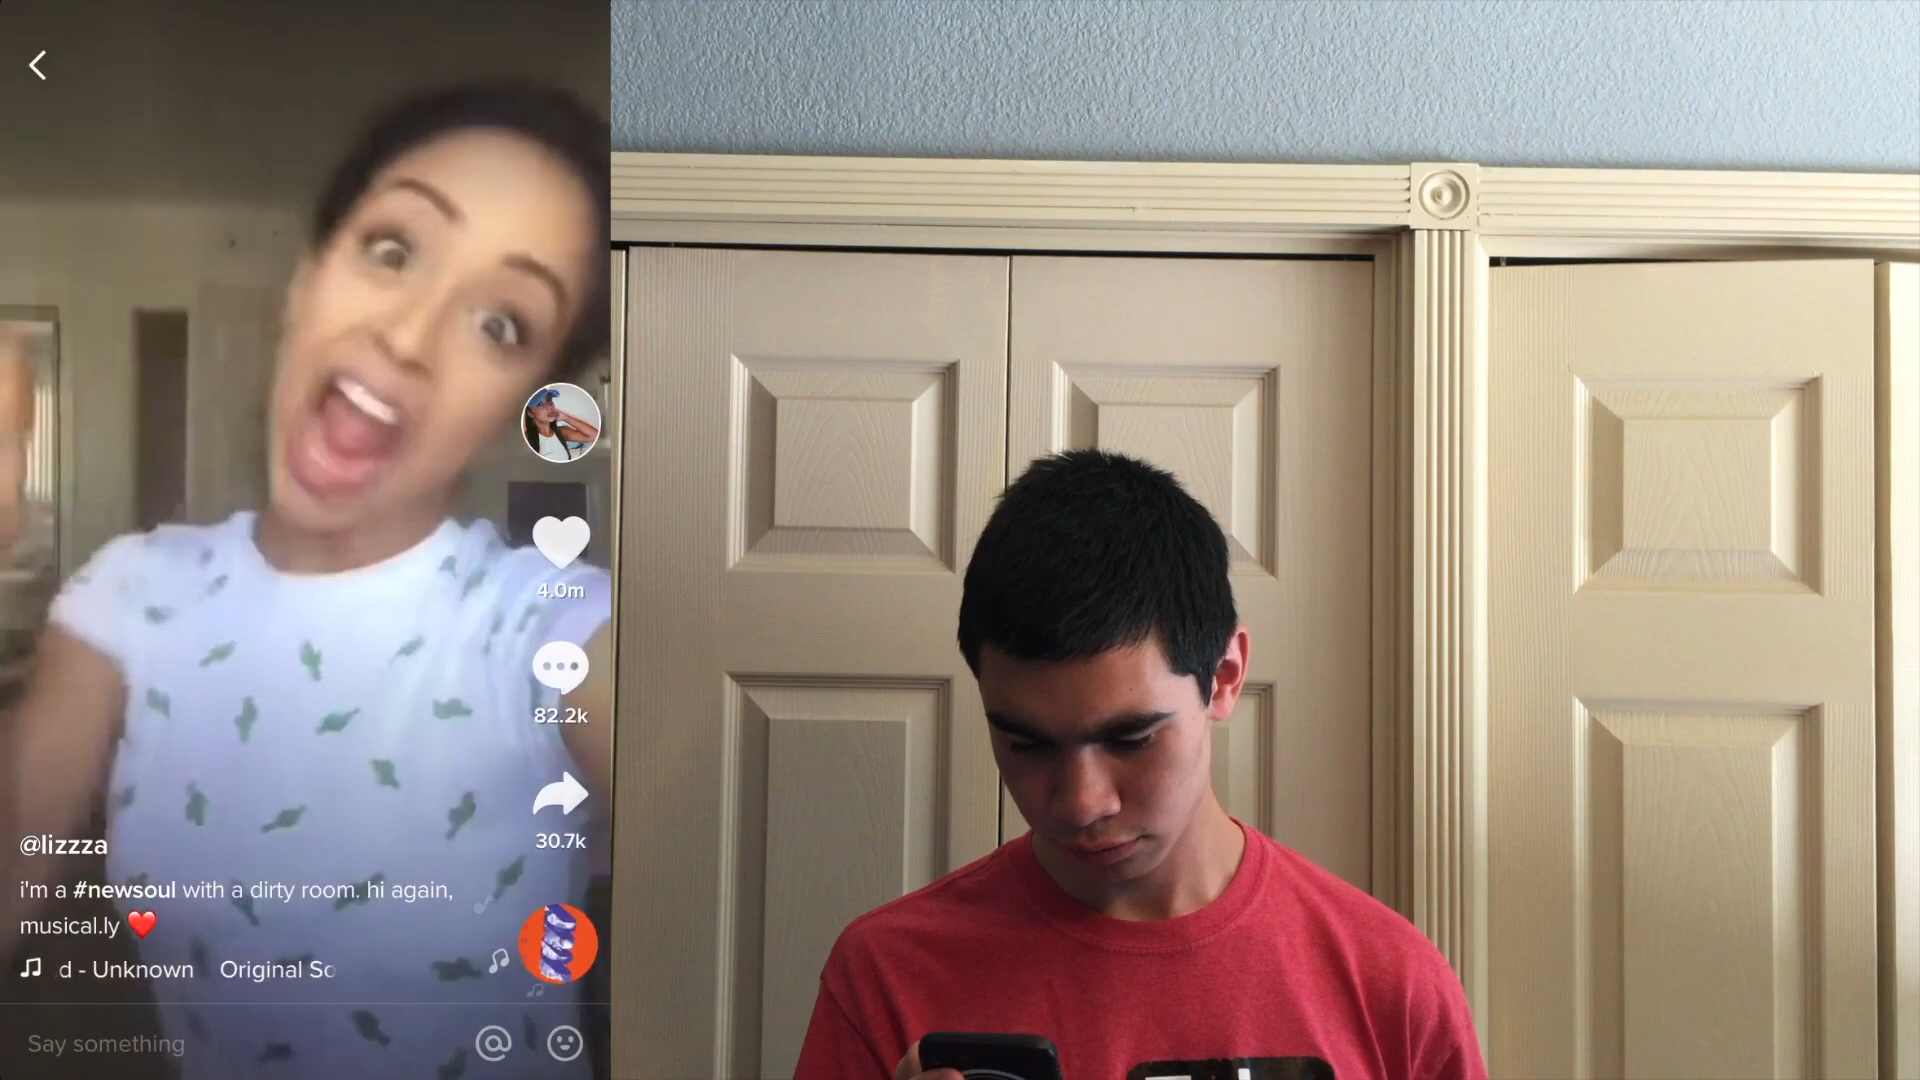 4.0m
82.2k
30.7k
@lizzza
i'm a #newsoul with a dirty room. hi again,
musical.ly ❤️
d - Unknown Original So
Say something